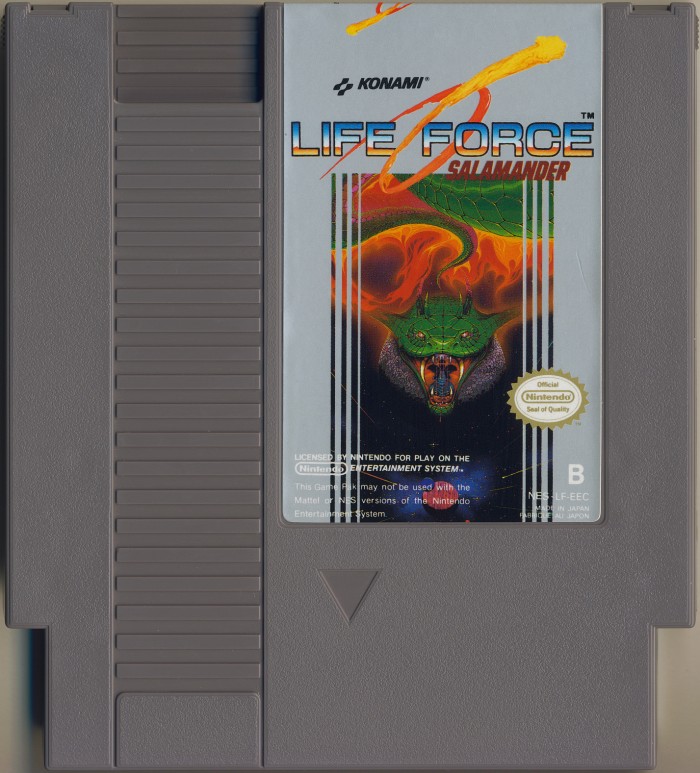 KONAMI®
LIFE FORCE™
SALAMANDER
Official
Nintendo
Seal of Quality
LICENSED BY NINTENDO FOR PLAY ON THE
Nintendo ENTERTAINMENT SYSTEM™
This Game Pak may not be used with the
Mattel or NES versions of the Nintendo
Entertainment System.
B
NES-LF-EEC
MADE IN JAPAN
FABRIQUE AU JAPON